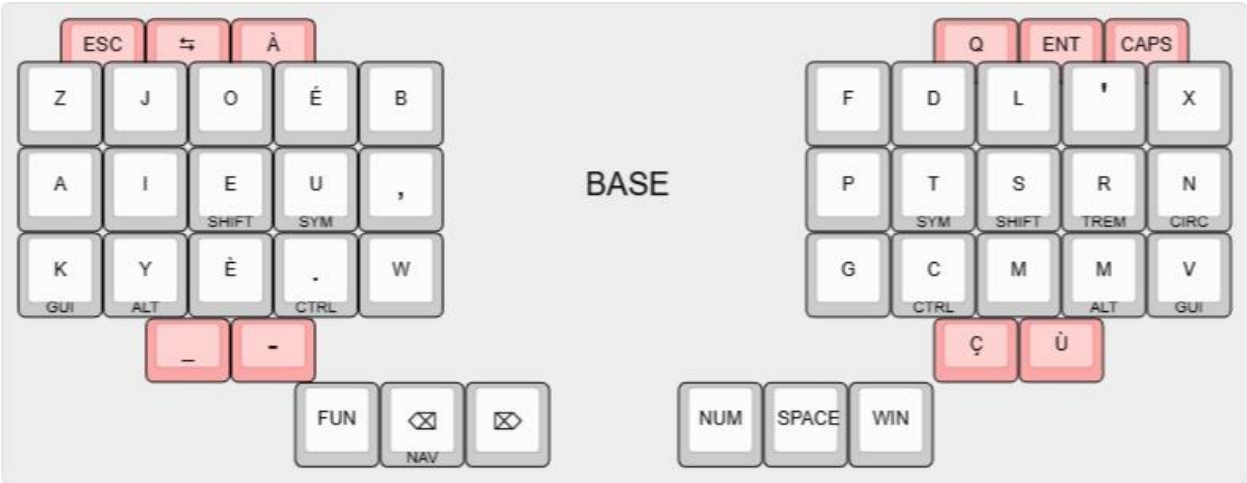 ESC ⇆ À Q ENT CAPS
Z J O É B F D L ' X
A I E U , BASE P T S R N
SHIFT SYM SYM SHIFT TREM CIRC
K Y È . W G C M M V
GUI ALT CTRL CTRL ALT GUI
_ - Ç Ù
FUN ⌫ ⌦ NUM SPACE WIN
NAV